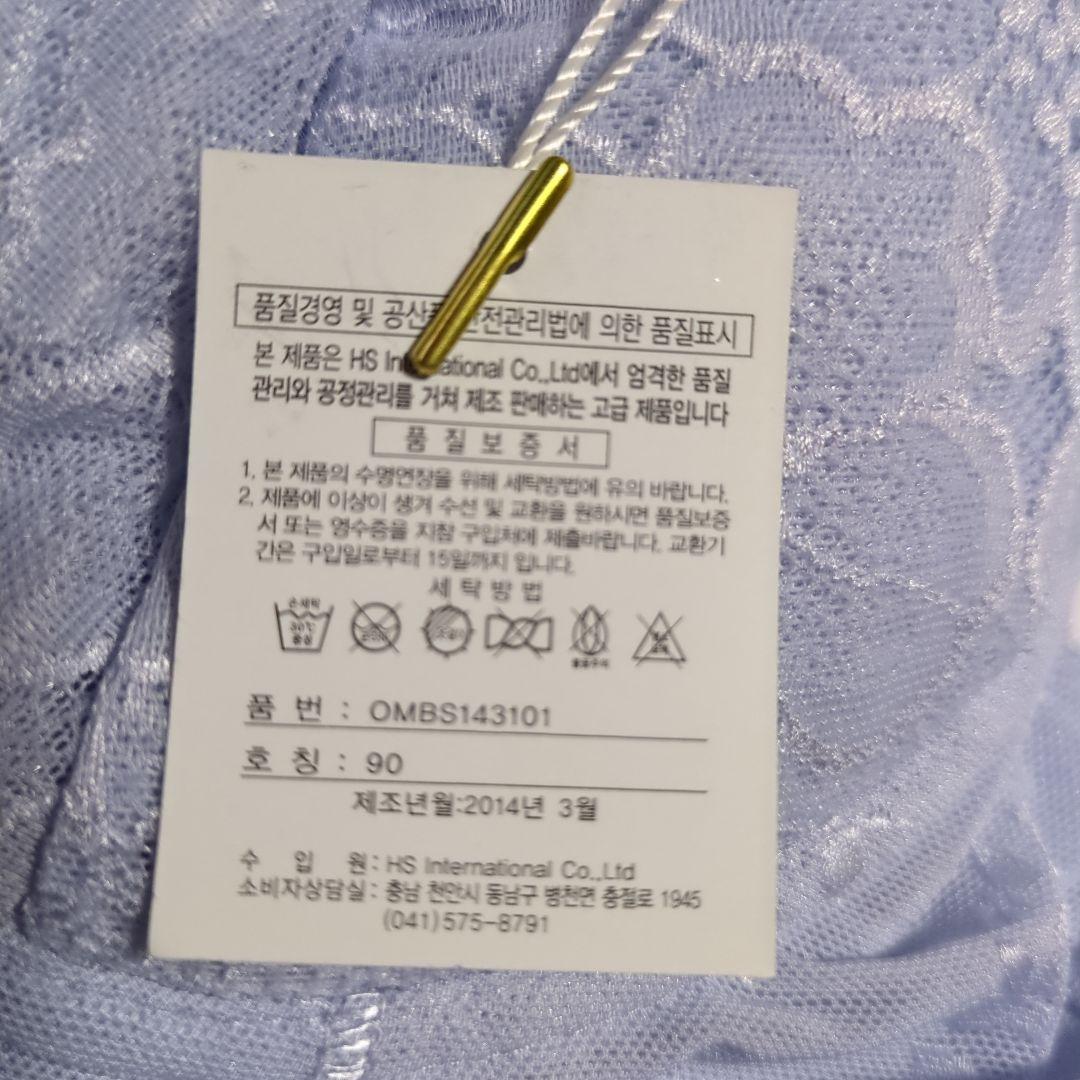 품질경영 및 공산품안전관리법에 의한 품질표시
본 제품은 HS International Co.,Ltd에서 엄격한 품질
관리와 공정관리를 거쳐 제조 판매하는 고급 제품입니다
품 질 보 증 서
1. 본 제품의 수명연장을 위해 세탁방법에 유의 바랍니다.
2. 제품에 이상이 생겨 수선 및 교환을 원하시면 품질보증
서 또는 영수증을 지참 구입처에 제출바랍니다. 교환기
간은 구입일로부터 15일까지 입니다.
세 탁 방 법
손세탁
30℃
중성
품 번 : OMBS143101
호 칭 : 90
제조년월:2014년 3월
수 입 원 : HS International Co.,Ltd
소비자상담실 : 충남 천안시 동남구 병천면 충절로 1945
(041)575-8791